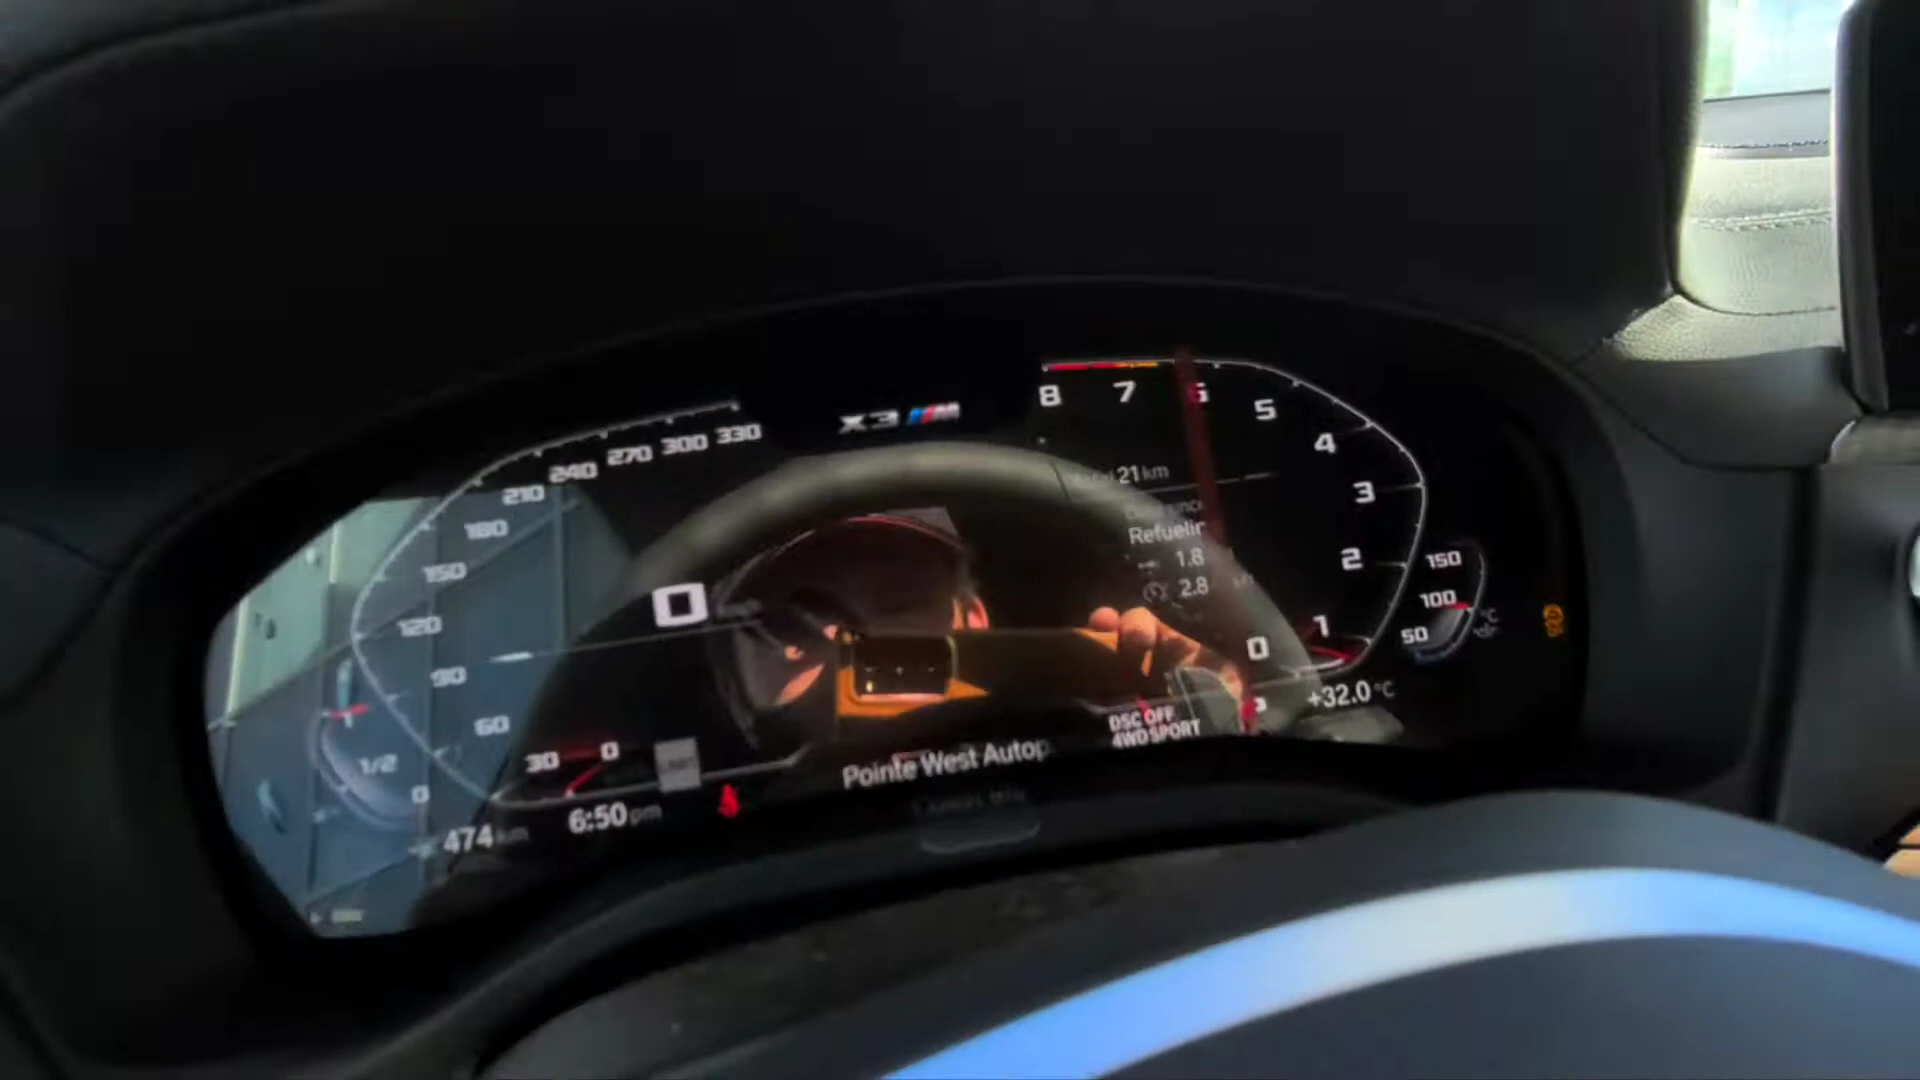 X3 M
330
300
270
240
210
180
150
120
90
60
30
0
0
8
7
6
5
4
3
2
1
0
21 km
Refuelin
1.8
2.8
150
100
50
°C
1/2
0
+32.0 °C
DSC OFF
4WD SPORT
Pointe West Autop
474 km
6:50 pm